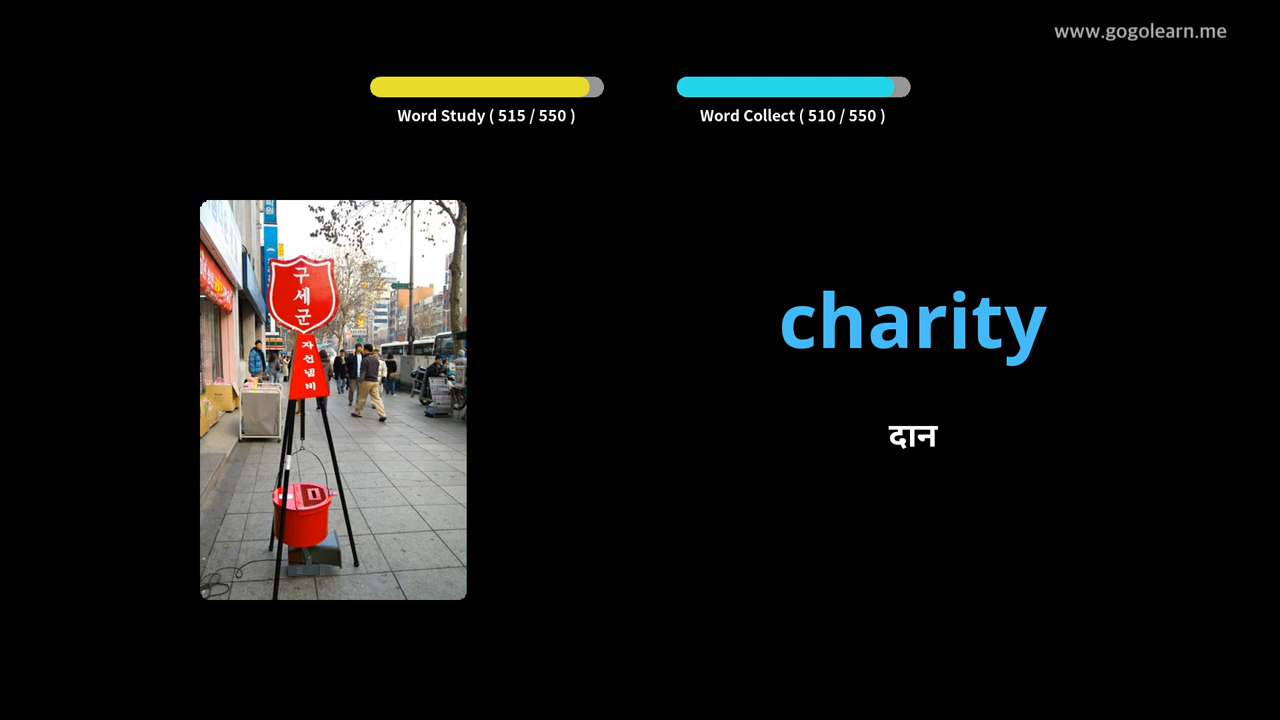 www.gogolearn.me
Word Study ( 515 / 550 )
Word Collect ( 510 / 550 )
구세군
자선냄비
charity
दान